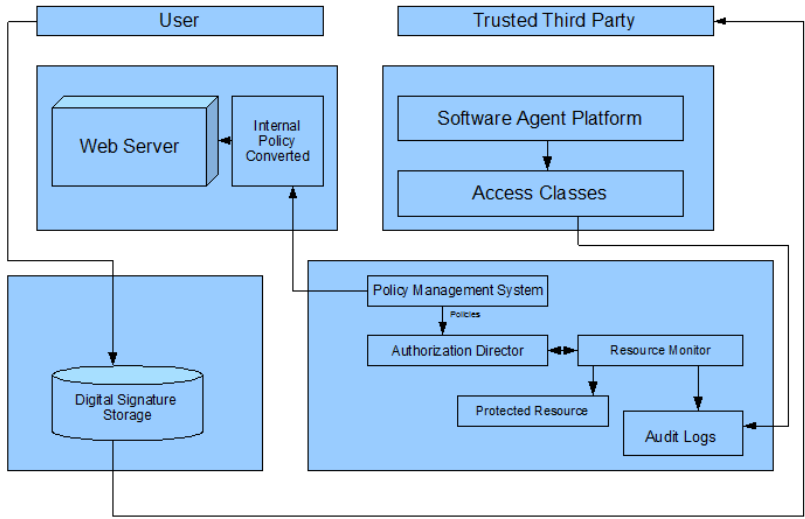 User
Trusted Third Party
Web Server
Internal
Policy
Converted
Software Agent Platform
Access Classes
Policy Management System
Policies
Authorization Director
Resource Monitor
Protected Resource
Audit Logs
Digital Signature
Storage